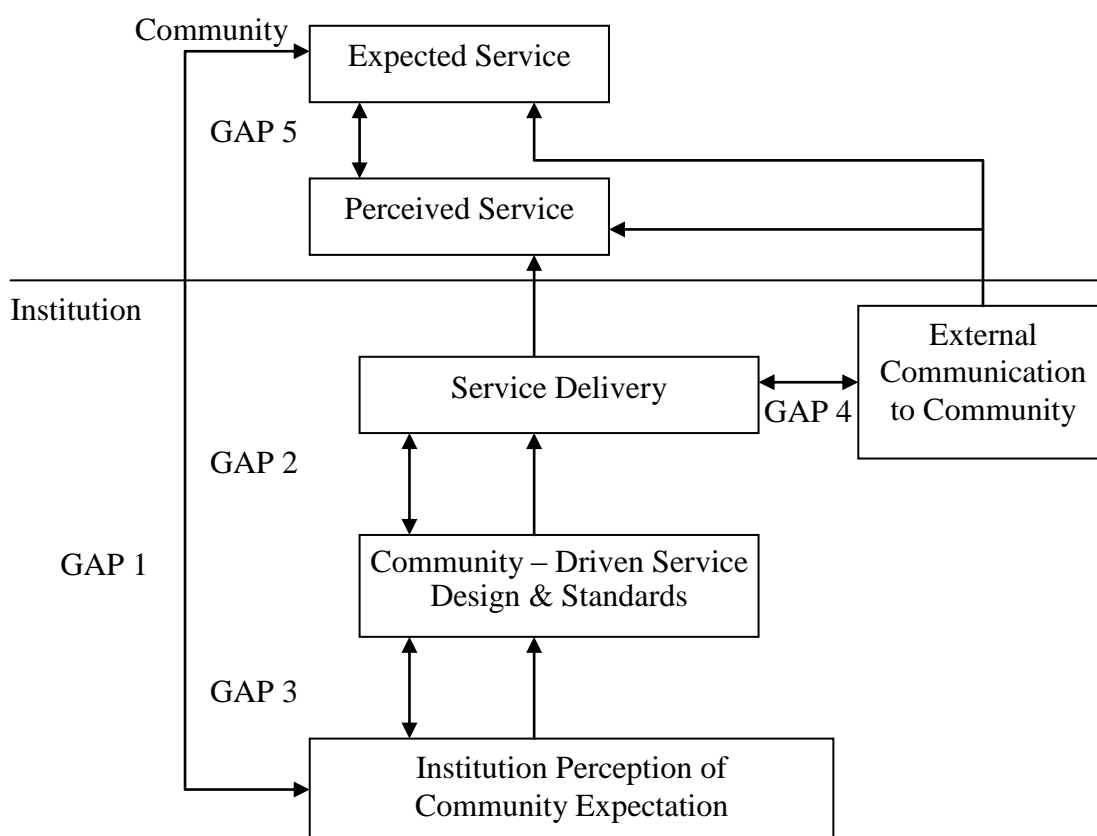 Community
Expected Service
GAP 5
Perceived Service
Institution
External
Communication
to Community
Service Delivery
GAP 4
GAP 2
GAP 1
Community – Driven Service
Design & Standards
GAP 3
Institution Perception of
Community Expectation